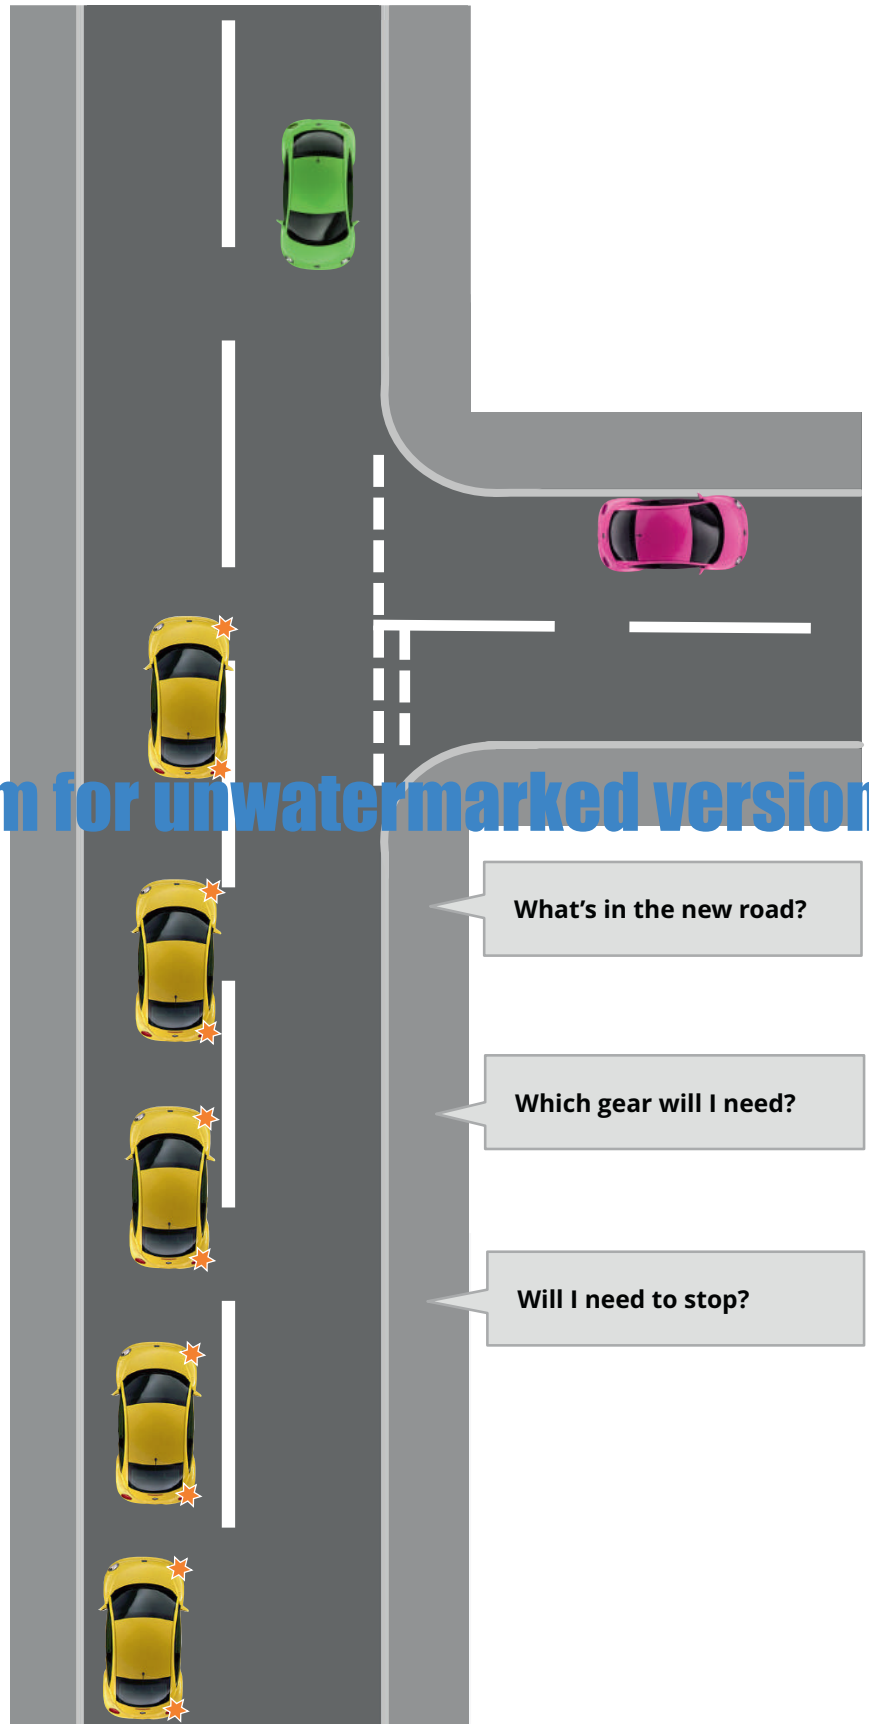 m for unwatermarked version
What's in the new road?
Which gear will I need?
Will I need to stop?